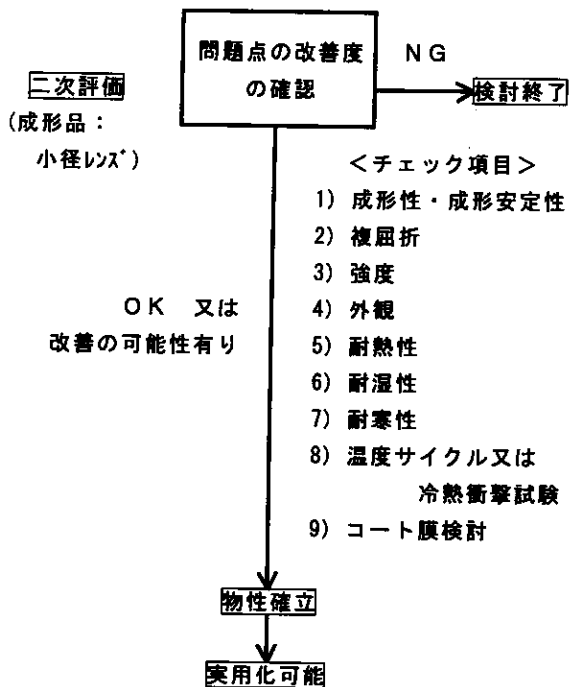 問題点の改善度
の確認
NG
二次評価
検討終了
(成形品：
小径ﾚﾝｽﾞ)
＜チェック項目＞
1) 成形性・成形安定性
2) 複屈折
3) 強度
4) 外観
5) 耐熱性
6) 耐湿性
7) 耐寒性
8) 温度サイクル又は
冷熱衝撃試験
9) コート膜検討
OK 又は
改善の可能性有り
物性確立
実用化可能